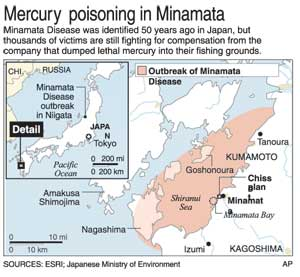 Mercury poisoning in Minamata
Minamata Disease was identified 50 years ago in Japan, but
thousands of victims are still fighting for compensation from the
company that dumped lethal mercury into their fishing grounds.
CHI.
RUSSIA
Minamata
Disease
outbreak
in Niigata
JAPA
N
Tokyo
Detail
Pacific
Ocean
0 200 mi
0 200 km
Outbreak of Minamata
Disease
Tanoura
KUMAMOTO
Goshonoura
Chiss
plan
Shiranui
Sea
Minamat
Minamata Bay
Amakusa
Shimojima
Nagashima
0 10 mi
0 10 km
Izumi
KAGOSHIMA
SOURCES: ESRI; Japanese Ministry of Environment
AP